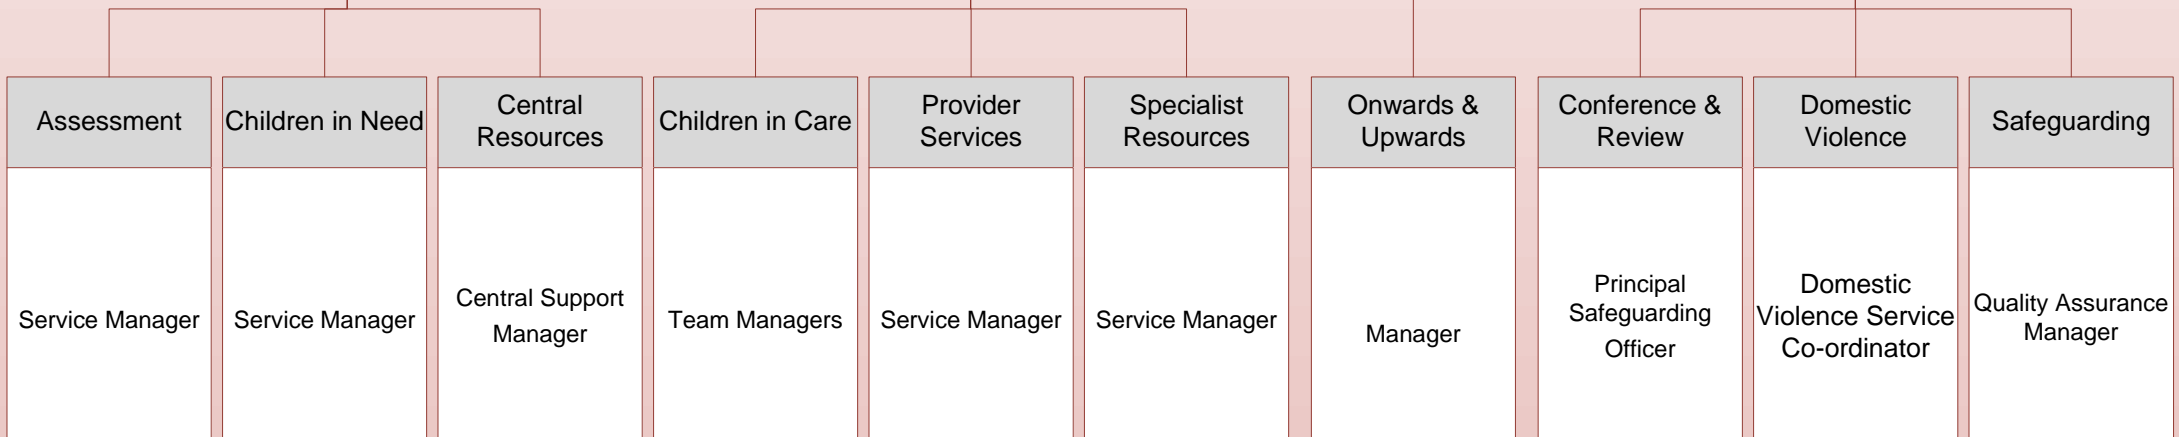 Assessment
Service Manager
Children in Need
Service Manager
Central
Resources
Central Support
Manager
Children in Care
Team Managers
Provider
Services
Service Manager
Specialist
Resources
Service Manager
Onwards &
Upwards
Manager
Conference &
Review
Principal
Safeguarding
Officer
Domestic
Violence
Domestic
Violence Service
Co-ordinator
Safeguarding
Quality Assurance
Manager